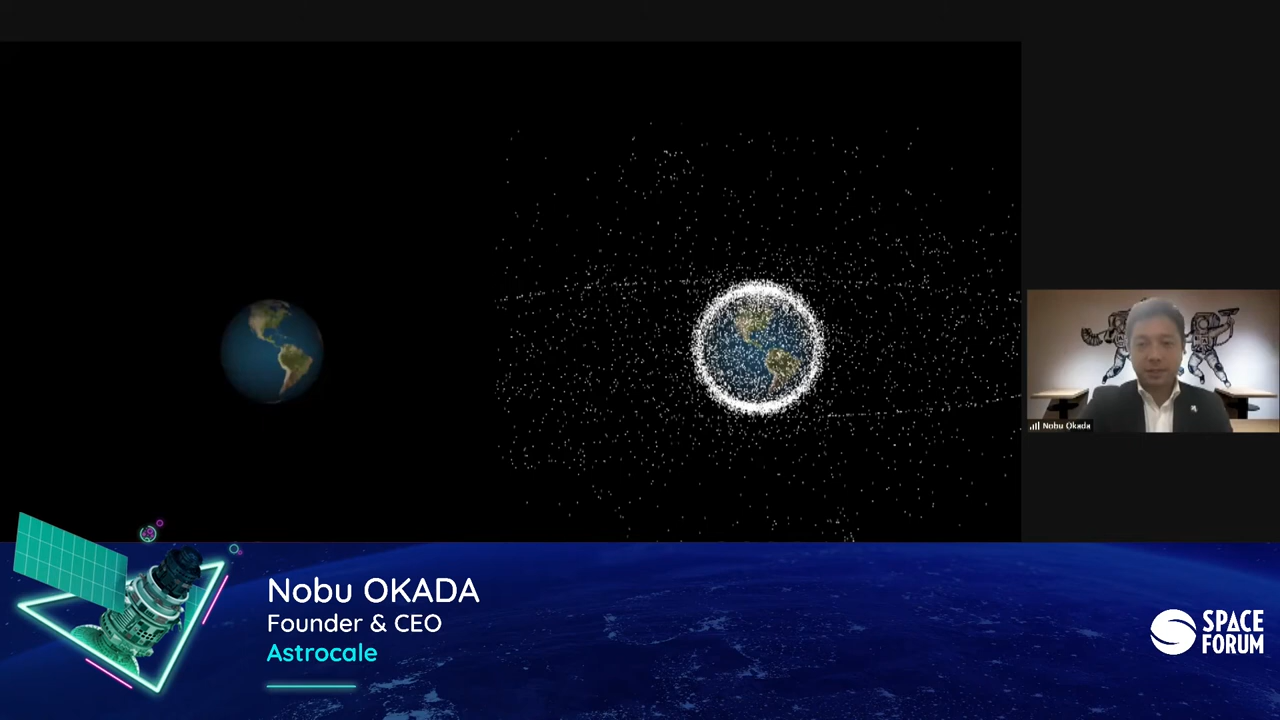 Nobu Okada
Nobu OKADA
Founder & CEO
Astrocale
SPACE
FORUM